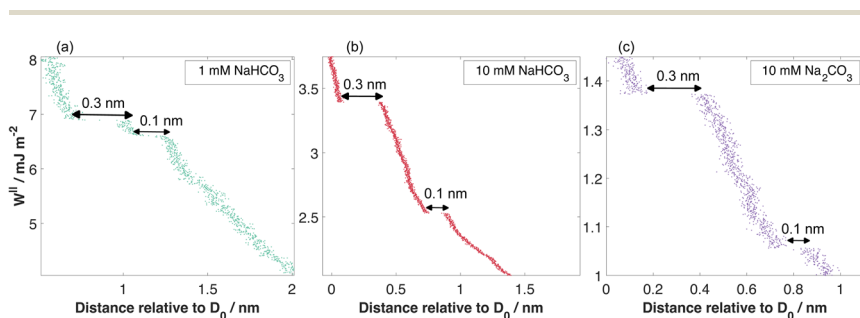 (a)
1 mM NaHCO3
0.3 nm
0.1 nm
8
7
6
5
W^II / mJ m-2
1
1.5
2
Distance relative to D0 / nm
(b)
10 mM NaHCO3
0.3 nm
0.1 nm
3.5
3
2.5
0
0.5
1
1.5
Distance relative to D0 / nm
(c)
10 mM Na2CO3
0.3 nm
0.1 nm
1.4
1.3
1.2
1.1
1
0
0.2
0.4
0.6
0.8
1
Distance relative to D0 / nm